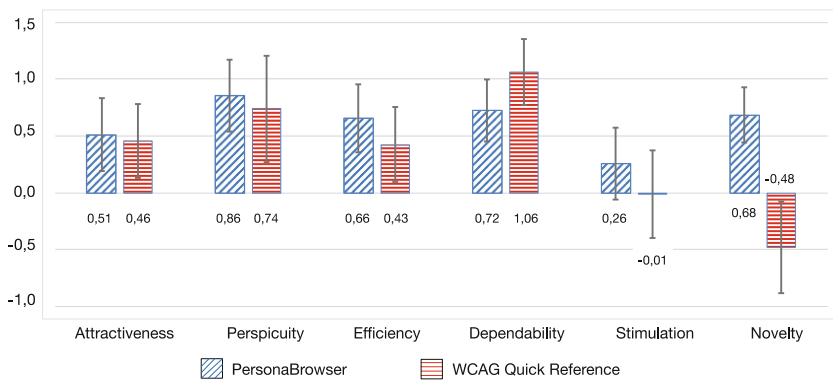 1,5
1,0
0,5
0,0
-0,5
-1,0
-0,48
0,51 0,46 0,86 0,74 0,66 0,43 0,72 1,06 0,26 0,68
-0,01
Attractiveness Perspicuity Efficiency Dependability Stimulation Novelty
PersonaBrowser WCAG Quick Reference